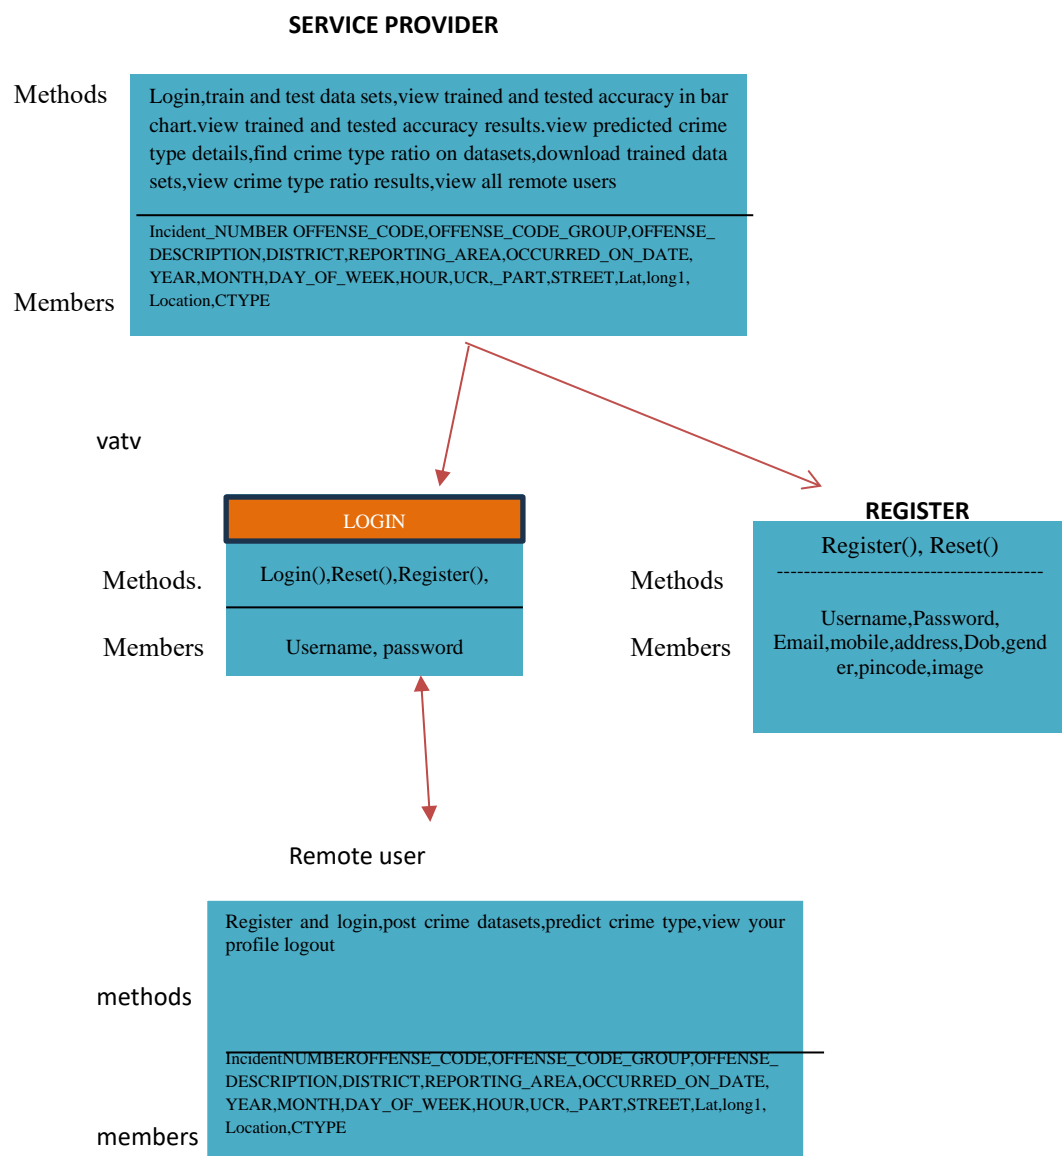 SERVICE PROVIDER
Methods
Login,train and test data sets,view trained and tested accuracy in bar
chart.view trained and tested accuracy results.view predicted crime
type details,find crime type ratio on datasets,download trained data
sets,view crime type ratio results,view all remote users
Incident_NUMBER OFFENSE_CODE,OFFENSE_CODE_GROUP,OFFENSE_
DESCRIPTION,DISTRICT,REPORTING_AREA,OCCURRED_ON_DATE,
YEAR,MONTH,DAY_OF_WEEK,HOUR,UCR,_PART,STREET,Lat,long1,
Location,CTYPE
Members
vatv
LOGIN
Methods.
Login(),Reset(),Register(),
Members
Username, password
REGISTER
Register(), Reset()
Methods
----------------------------------------
Username,Password,
Email,mobile,address,Dob,gend
er,pincode,image
Members
Remote user
Register and login,post crime datasets,predict crime type,view your
profile logout
methods
IncidentNUMBEROFFENSE_CODE,OFFENSE_CODE_GROUP,OFFENSE_
DESCRIPTION,DISTRICT,REPORTING_AREA,OCCURRED_ON_DATE,
YEAR,MONTH,DAY_OF_WEEK,HOUR,UCR,_PART,STREET,Lat,long1,
Location,CTYPE
members